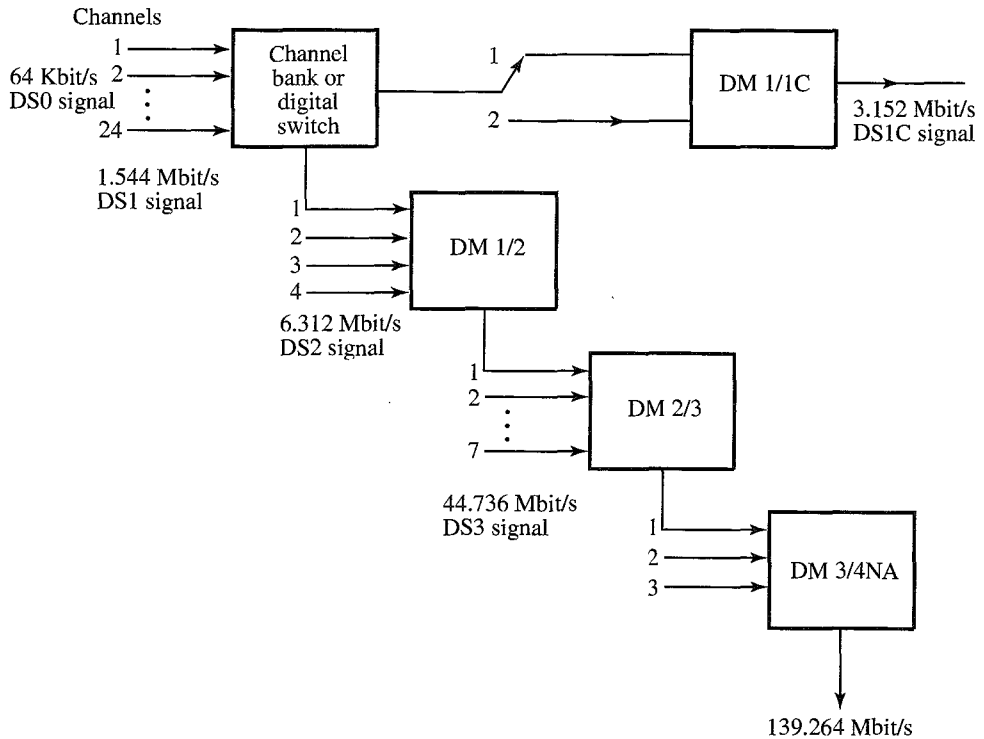 Channels
1
64 Kbit/s
DS0 signal
2
24
Channel
bank or
digital
switch
1
2
DM 1/1C
3.152 Mbit/s
DS1C signal
1.544 Mbit/s
DS1 signal
1
2
3
4
DM 1/2
6.312 Mbit/s
DS2 signal
1
2
7
DM 2/3
44.736 Mbit/s
DS3 signal
1
2
3
DM 3/4NA
139.264 Mbit/s